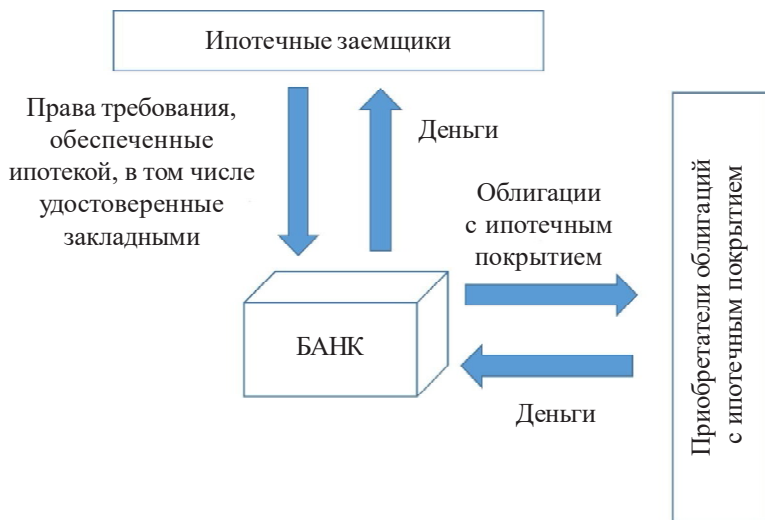 Ипотечные заемщики
Права требования,
обеспеченные
ипотекой, в том числе
удостоверенные
закладными
Деньги
Облигации
с ипотечным
покрытием
БАНК
Деньги
Приобретатели облигаций
с ипотечным покрытием